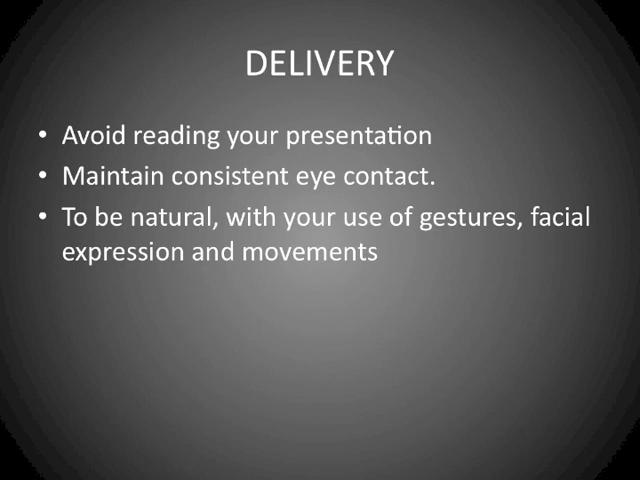 DELIVERY
• Avoid reading your presentation
• Maintain consistent eye contact.
• To be natural, with your use of gestures, facial
expression and movements